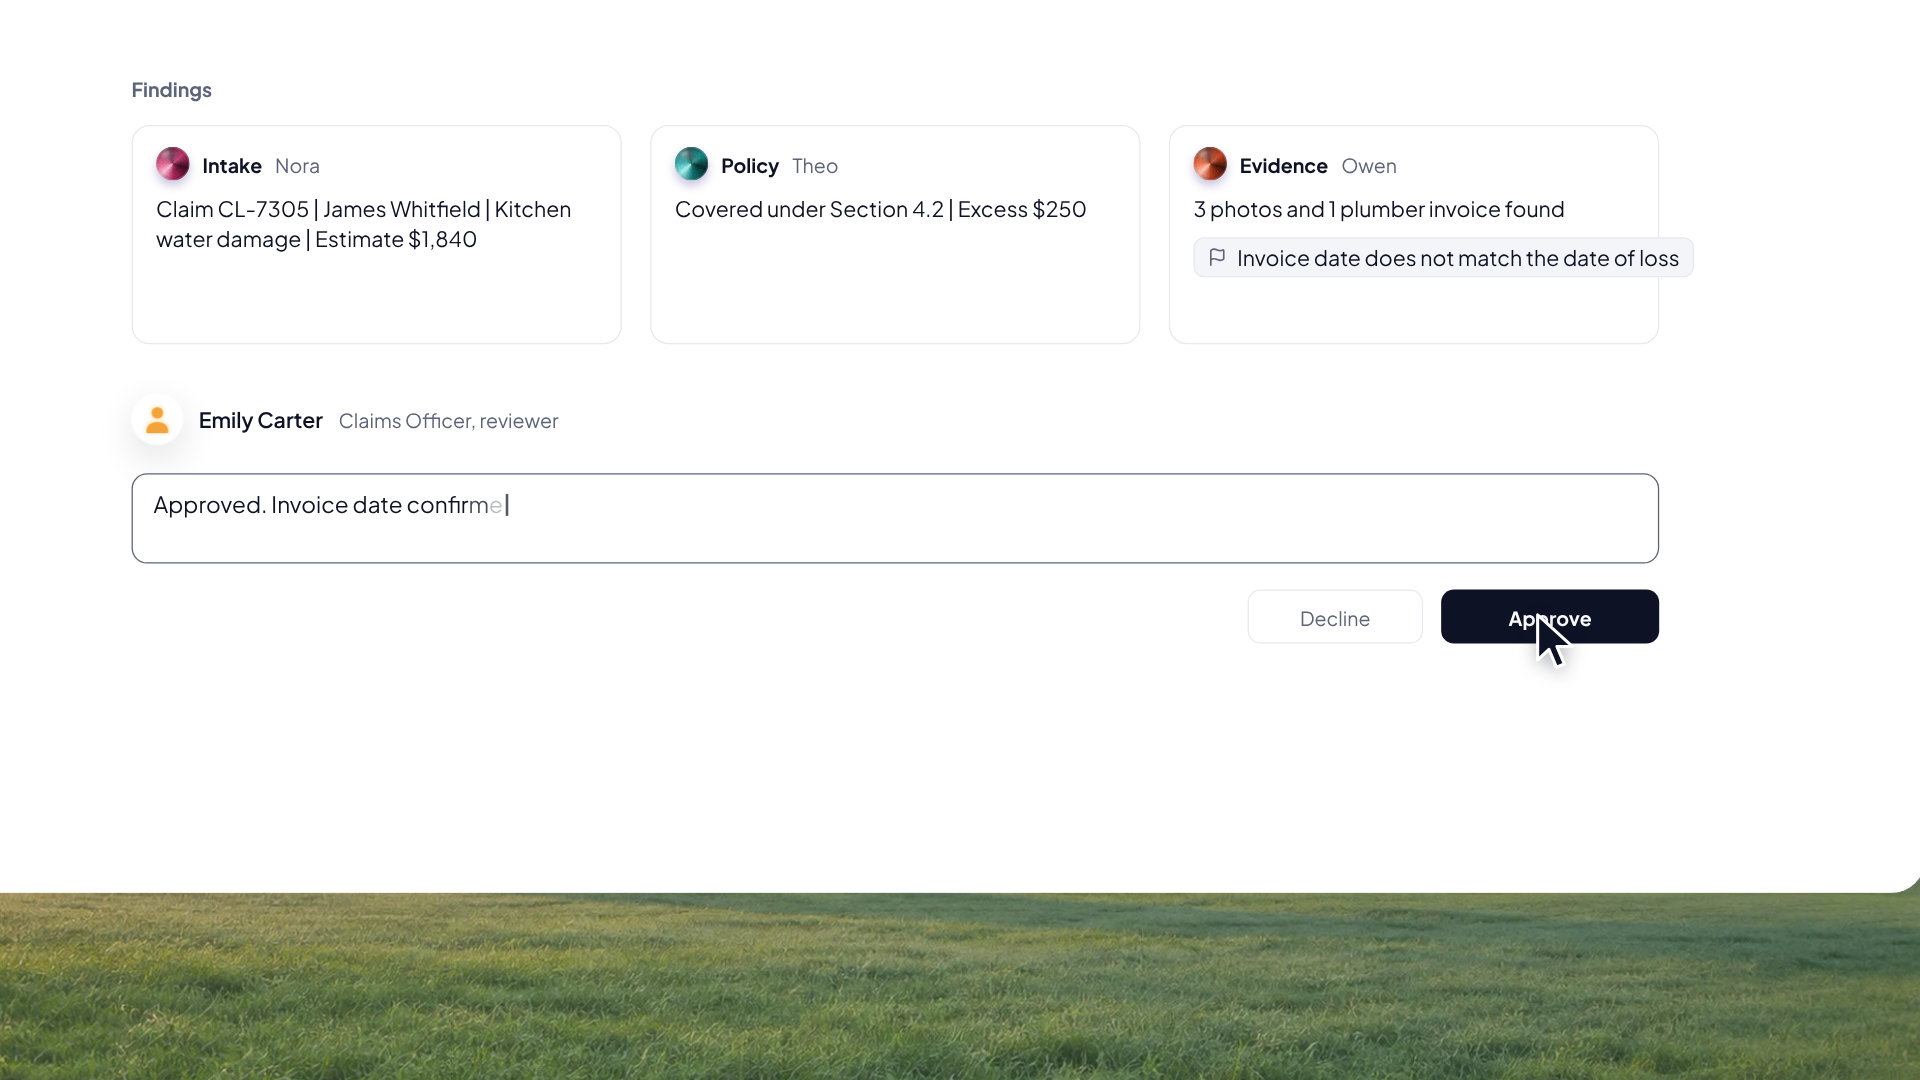 Findings
Intake Nora
Claim CL-7305 | James Whitfield | Kitchen
water damage | Estimate $1,840
Policy Theo
Covered under Section 4.2 | Excess $250
Evidence Owen
3 photos and 1 plumber invoice found
Invoice date does not match the date of loss
Emily Carter Claims Officer, reviewer
Approved. Invoice date confirme
Decline
Approve